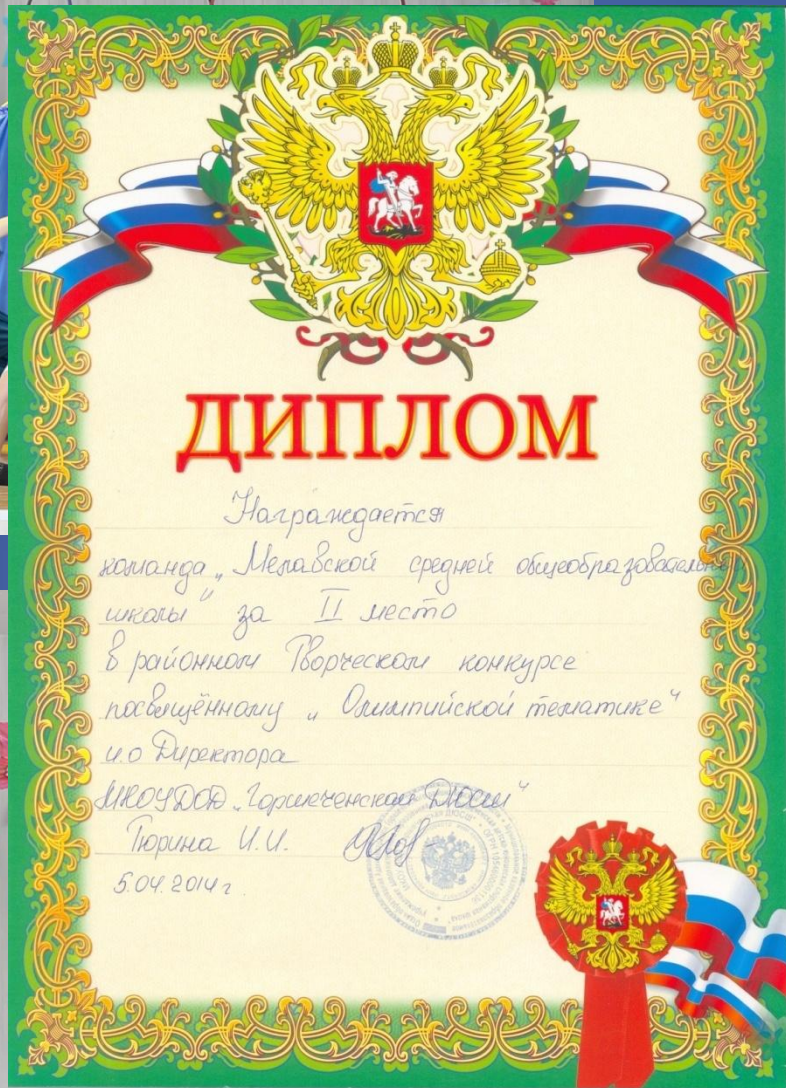 ДИПЛОМ
Награждается
команда „Мелавской средней общеобразовательной
школы" за II место
в районном Творческом конкурсе
посвящённому „Олимпийской тематике"
и.о Директора
МКОУДОД „Горшеченская ДЮСШ"
Тюрина И.И.
5.04.2014 г.